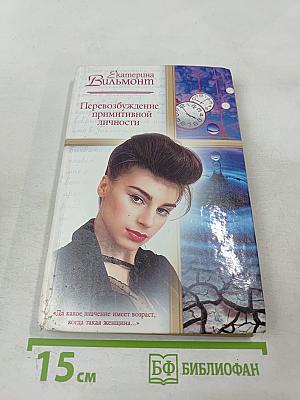 Екатерина
Вильмонт
Перевозбуждение
примитивной
личности
«Да какое значение имеет возраст,
когда такая женщина...»
15 см
БФ БИБЛИОФАН